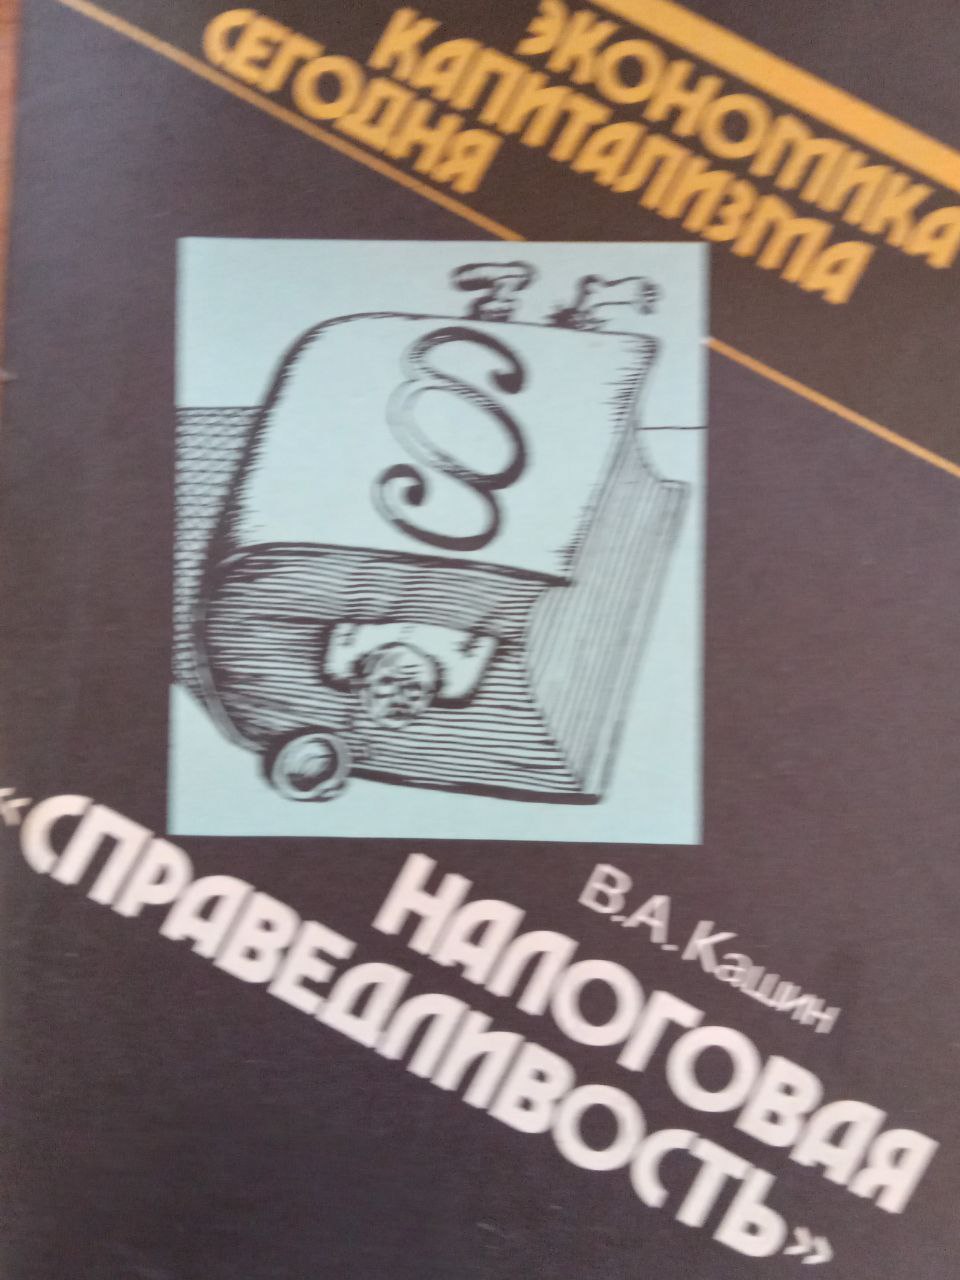 ЭКОНОМИКА
КАПИТАЛИЗМА
СЕГОДНЯ
§
В.А. Кашин
НАЛОГОВАЯ
«СПРАВЕДЛИВОСТЬ»